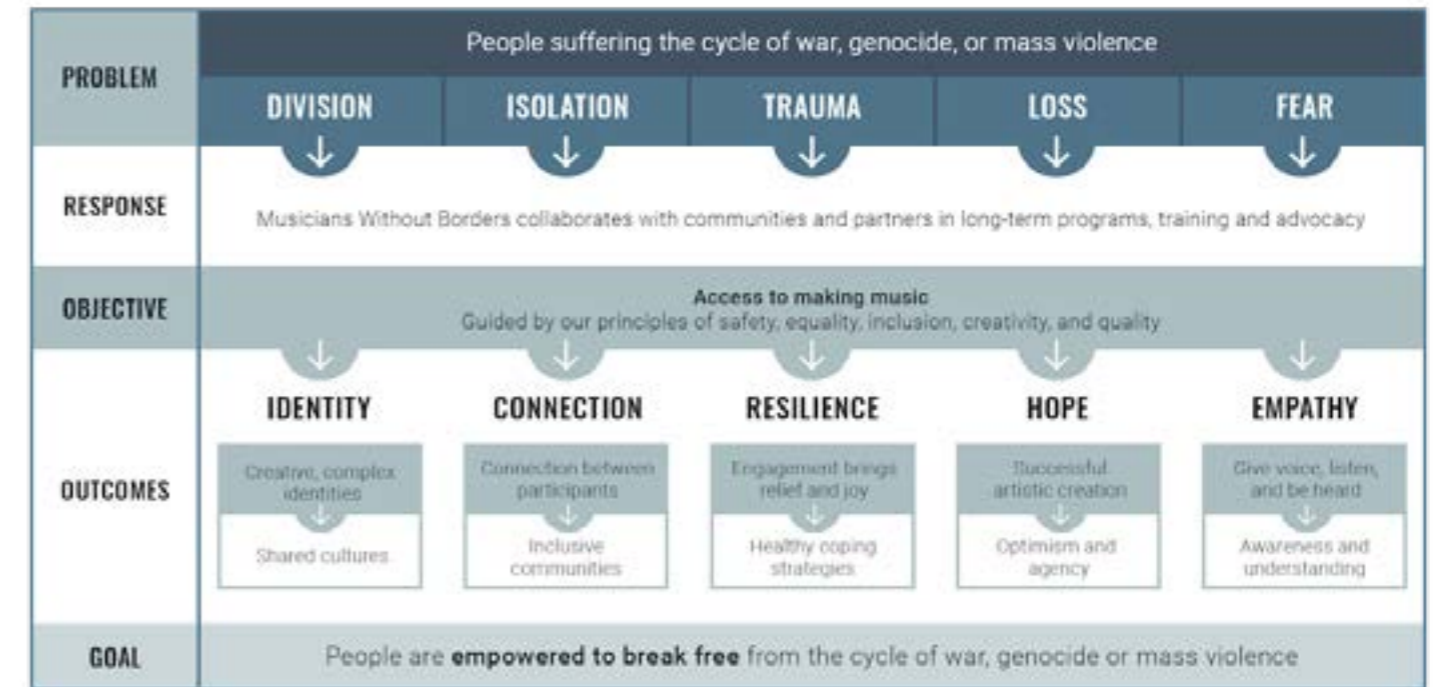 PROBLEM
People suffering the cycle of war, genocide, or mass violence
DIVISION
ISOLATION
TRAUMA
LOSS
FEAR
RESPONSE
Musicians Without Borders collaborates with communities and partners in long-term programs, training and advocacy
OBJECTIVE
Access to making music
Guided by our principles of safety, equality, inclusion, creativity, and quality
OUTCOMES
IDENTITY
Creative, complex
identities
Shared cultures
CONNECTION
Connection between
participants
Inclusive
communities
RESILIENCE
Engagement brings
relief and joy
Healthy coping
strategies
HOPE
Successful
artistic creation
Optimism and
agency
EMPATHY
Give voice, listen,
and be heard
Awareness and
understanding
GOAL
People are empowered to break free from the cycle of war, genocide or mass violence